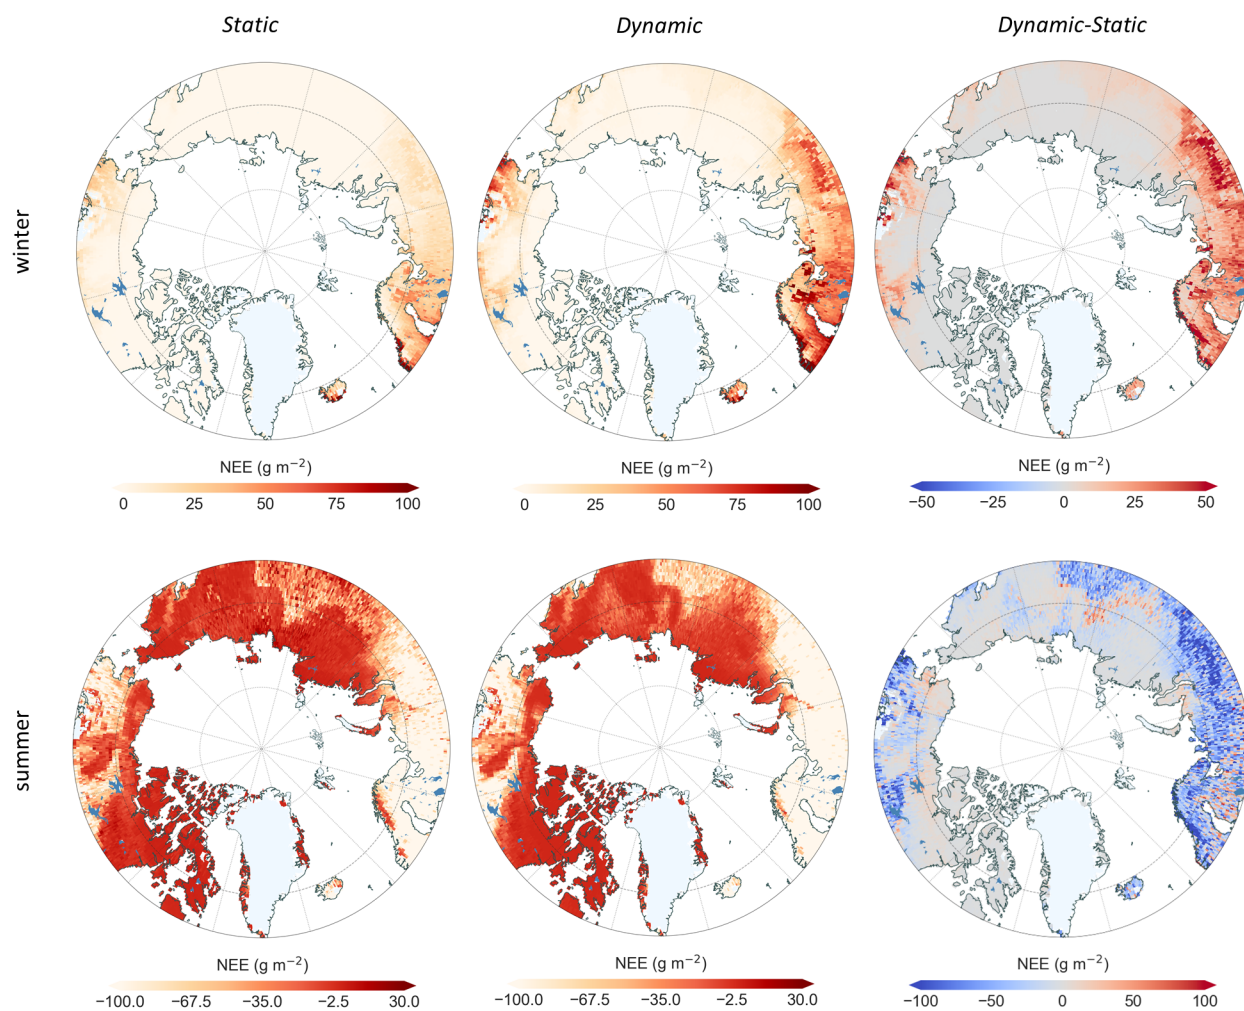 Static Dynamic Dynamic-Static
winter
NEE (g m⁻²) NEE (g m⁻²) NEE (g m⁻²)
0 25 50 75 100 0 25 50 75 100 −50 −25 0 25 50
summer
NEE (g m⁻²) NEE (g m⁻²) NEE (g m⁻²)
−100.0 −67.5 −35.0 −2.5 30.0 −100.0 −67.5 −35.0 −2.5 30.0 −100 −50 0 50 100